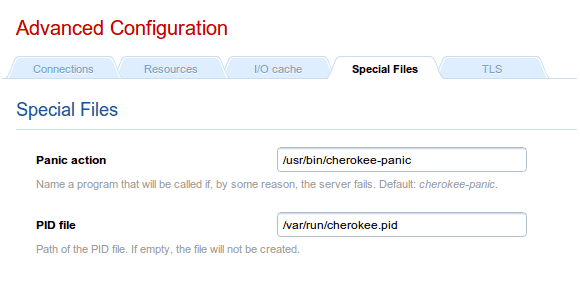 Advanced Configuration
Connections Resources I/O cache Special Files TLS
Special Files
Panic action /usr/bin/cherokee-panic
Name a program that will be called if, by some reason, the server fails. Default: cherokee-panic.
PID file /var/run/cherokee.pid
Path of the PID file. If empty, the file will not be created.